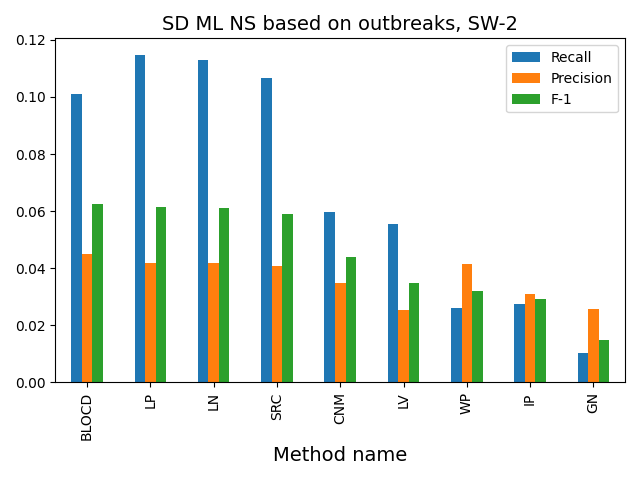 SD ML NS based on outbreaks, SW-2
Recall
Precision
F-1
0.12
0.10
0.08
0.06
0.04
0.02
0.00
BLOCD
LP
LN
SRC
CNM
LV
WP
IP
GN
Method name